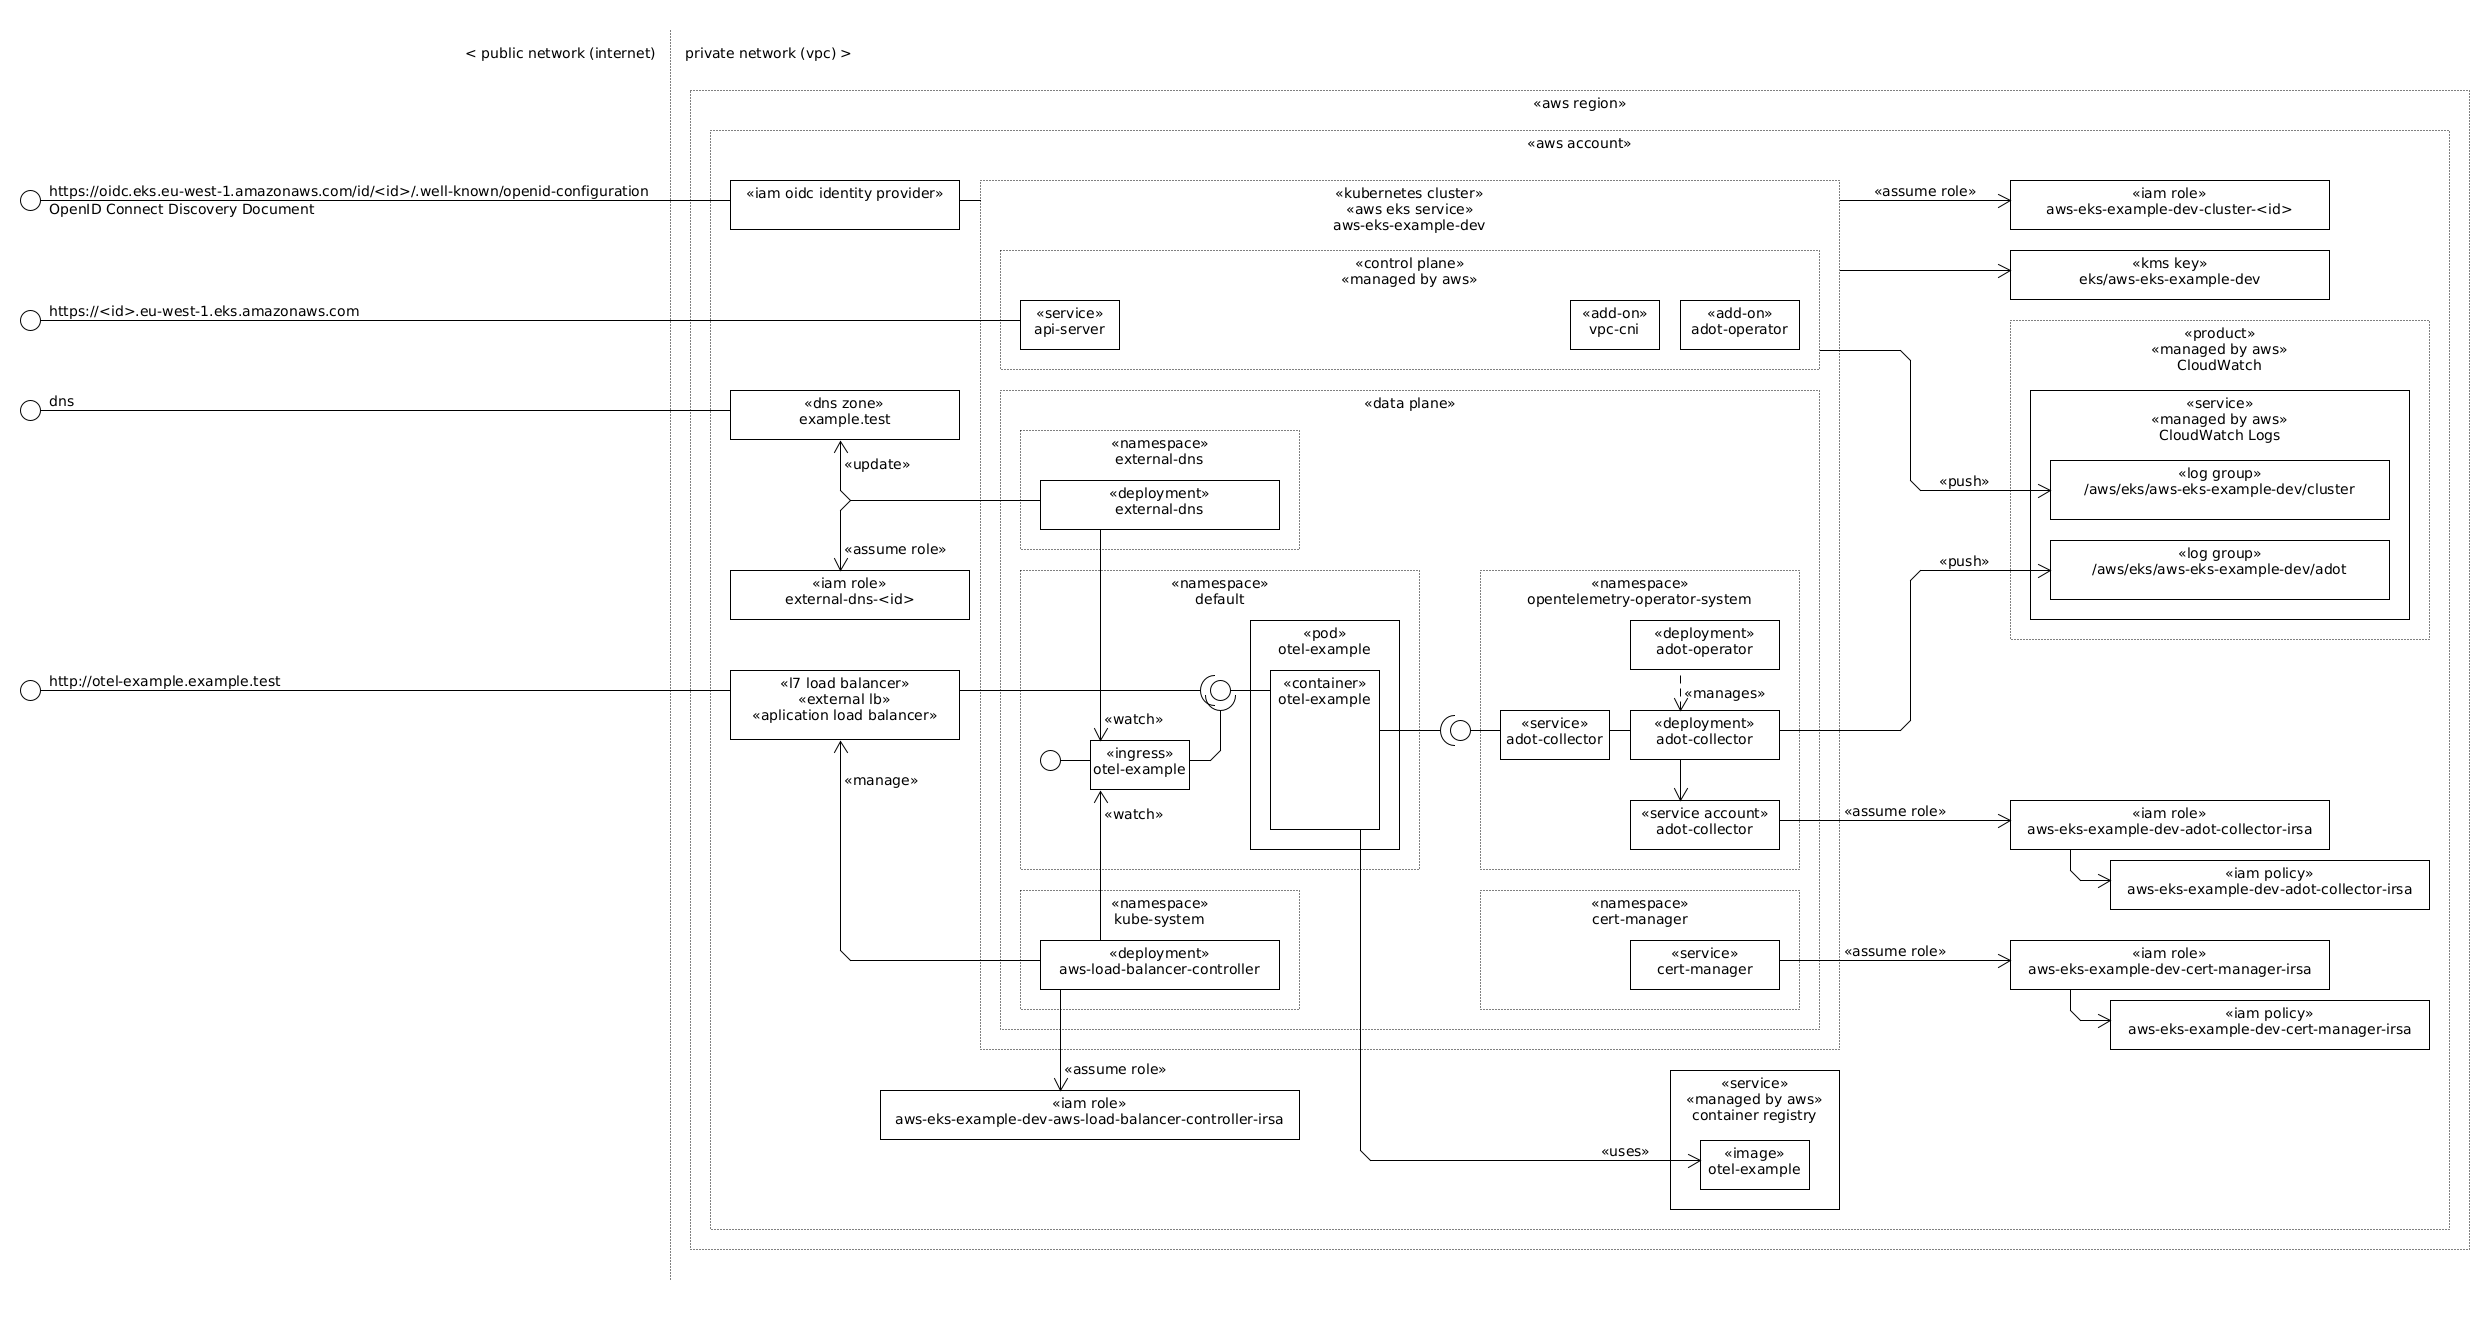 < public network (internet)
private network (vpc) >
«aws region»
«aws account»
https://oidc.eks.eu-west-1.amazonaws.com/id/<id>/.well-known/openid-configuration
OpenID Connect Discovery Document
«iam oidc identity provider»
«kubernetes cluster»
«aws eks service»
aws-eks-example-dev
«assume role»
«iam role»
aws-eks-example-dev-cluster-<id>
«control plane»
«managed by aws»
«kms key»
eks/aws-eks-example-dev
https://<id>.eu-west-1.eks.amazonaws.com
«service»
api-server
«add-on»
vpc-cni
«add-on»
adot-operator
«product»
«managed by aws»
CloudWatch
dns
«dns zone»
example.test
«data plane»
«service»
«managed by aws»
CloudWatch Logs
«update»
«namespace»
external-dns
«deployment»
external-dns
«push»
«log group»
/aws/eks/aws-eks-example-dev/cluster
«assume role»
«push»
«log group»
/aws/eks/aws-eks-example-dev/adot
«iam role»
external-dns-<id>
«namespace»
default
«namespace»
opentelemetry-operator-system
«pod»
otel-example
«deployment»
adot-operator
http://otel-example.example.test
«l7 load balancer»
«external lb»
«aplication load balancer»
«container»
otel-example
«manages»
«watch»
«service»
adot-collector
«deployment»
adot-collector
«ingress»
otel-example
«manage»
«watch»
«service account»
adot-collector
«assume role»
«iam role»
aws-eks-example-dev-adot-collector-irsa
«iam policy»
aws-eks-example-dev-adot-collector-irsa
«namespace»
kube-system
«namespace»
cert-manager
«deployment»
aws-load-balancer-controller
«service»
cert-manager
«assume role»
«iam role»
aws-eks-example-dev-cert-manager-irsa
«iam policy»
aws-eks-example-dev-cert-manager-irsa
«assume role»
«iam role»
aws-eks-example-dev-aws-load-balancer-controller-irsa
«service»
«managed by aws»
container registry
«uses»
«image»
otel-example